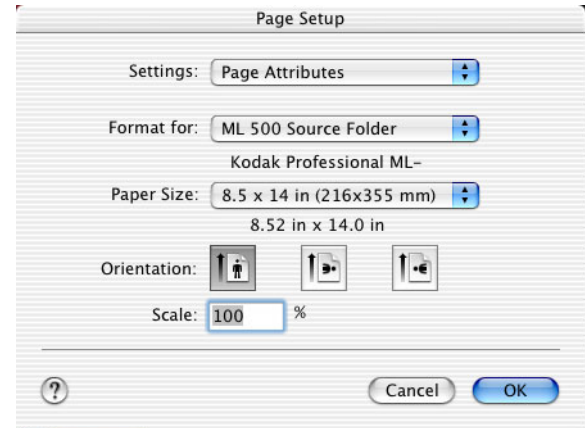 Page Setup
Settings: Page Attributes
Format for: ML 500 Source Folder
Kodak Professional ML-
Paper Size: 8.5 x 14 in (216x355 mm)
8.52 in x 14.0 in
Orientation:
Scale: 100 %
? Cancel OK